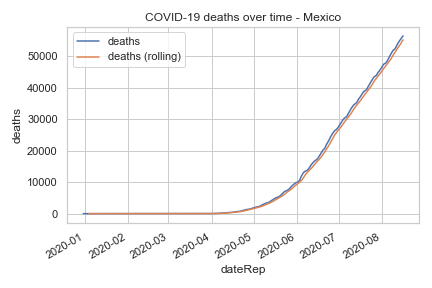 COVID-19 deaths over time - Mexico
deaths
deaths (rolling)
50000
40000
30000
20000
10000
0
deaths
2020-01
2020-02
2020-03
2020-04
2020-05
2020-06
2020-07
2020-08
dateRep